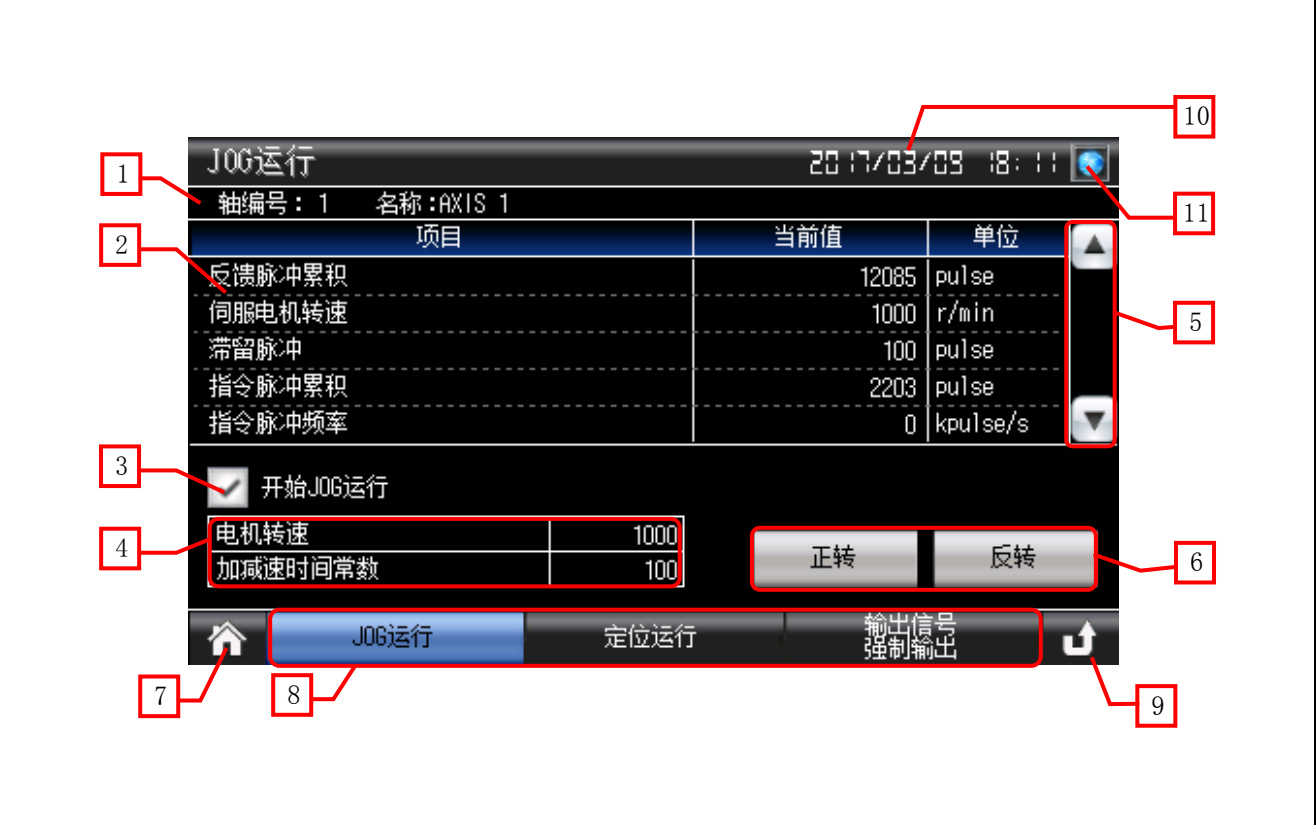 10
JOG运行 2017/03/09 18:11
1
11
轴编号：1 名称:AXIS 1
2
项目 当前值 单位
反馈脉冲累积 12085 pulse
伺服电机转速 1000 r/min
5
滞留脉冲 100 pulse
指令脉冲累积 2203 pulse
指令脉冲频率 0 kpulse/s
3
开始JOG运行
4
电机转速 1000
加减速时间常数 100
正转 反转
6
JOG运行 定位运行 输出信号
强制输出
7
8
9